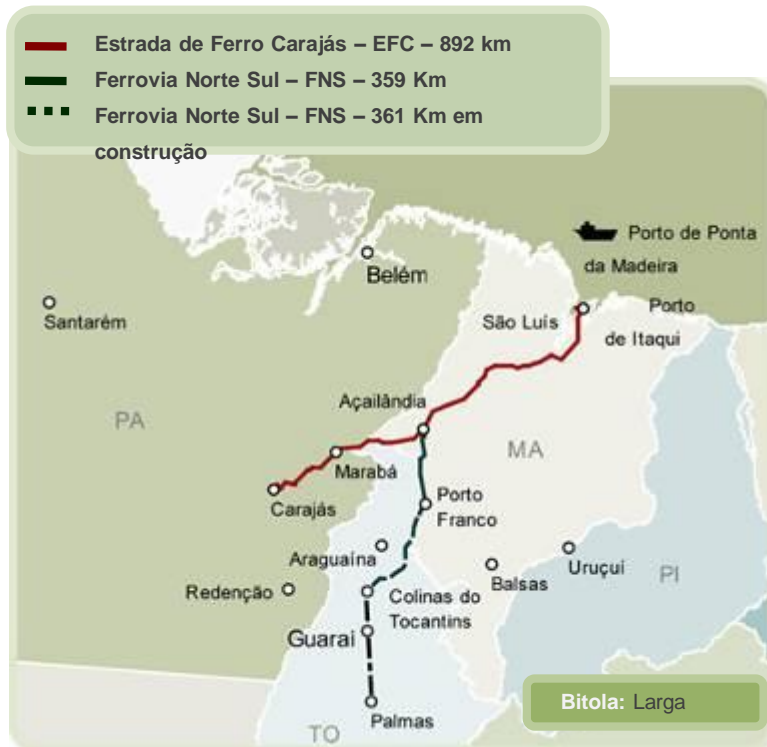 Estrada de Ferro Carajás – EFC – 892 km
Ferrovia Norte Sul – FNS – 359 Km
Ferrovia Norte Sul – FNS – 361 Km em
construção
Porto de Ponta
da Madeira
Belém
Santarém
São Luís
Porto
de Itaqui
Açailândia
PA
MA
Marabá
Carajás
Porto
Franco
Araguaína
Uruçuí
PI
Balsas
Redenção
Colinas do
Tocantins
Guarai
Bitola: Larga
Palmas
TO